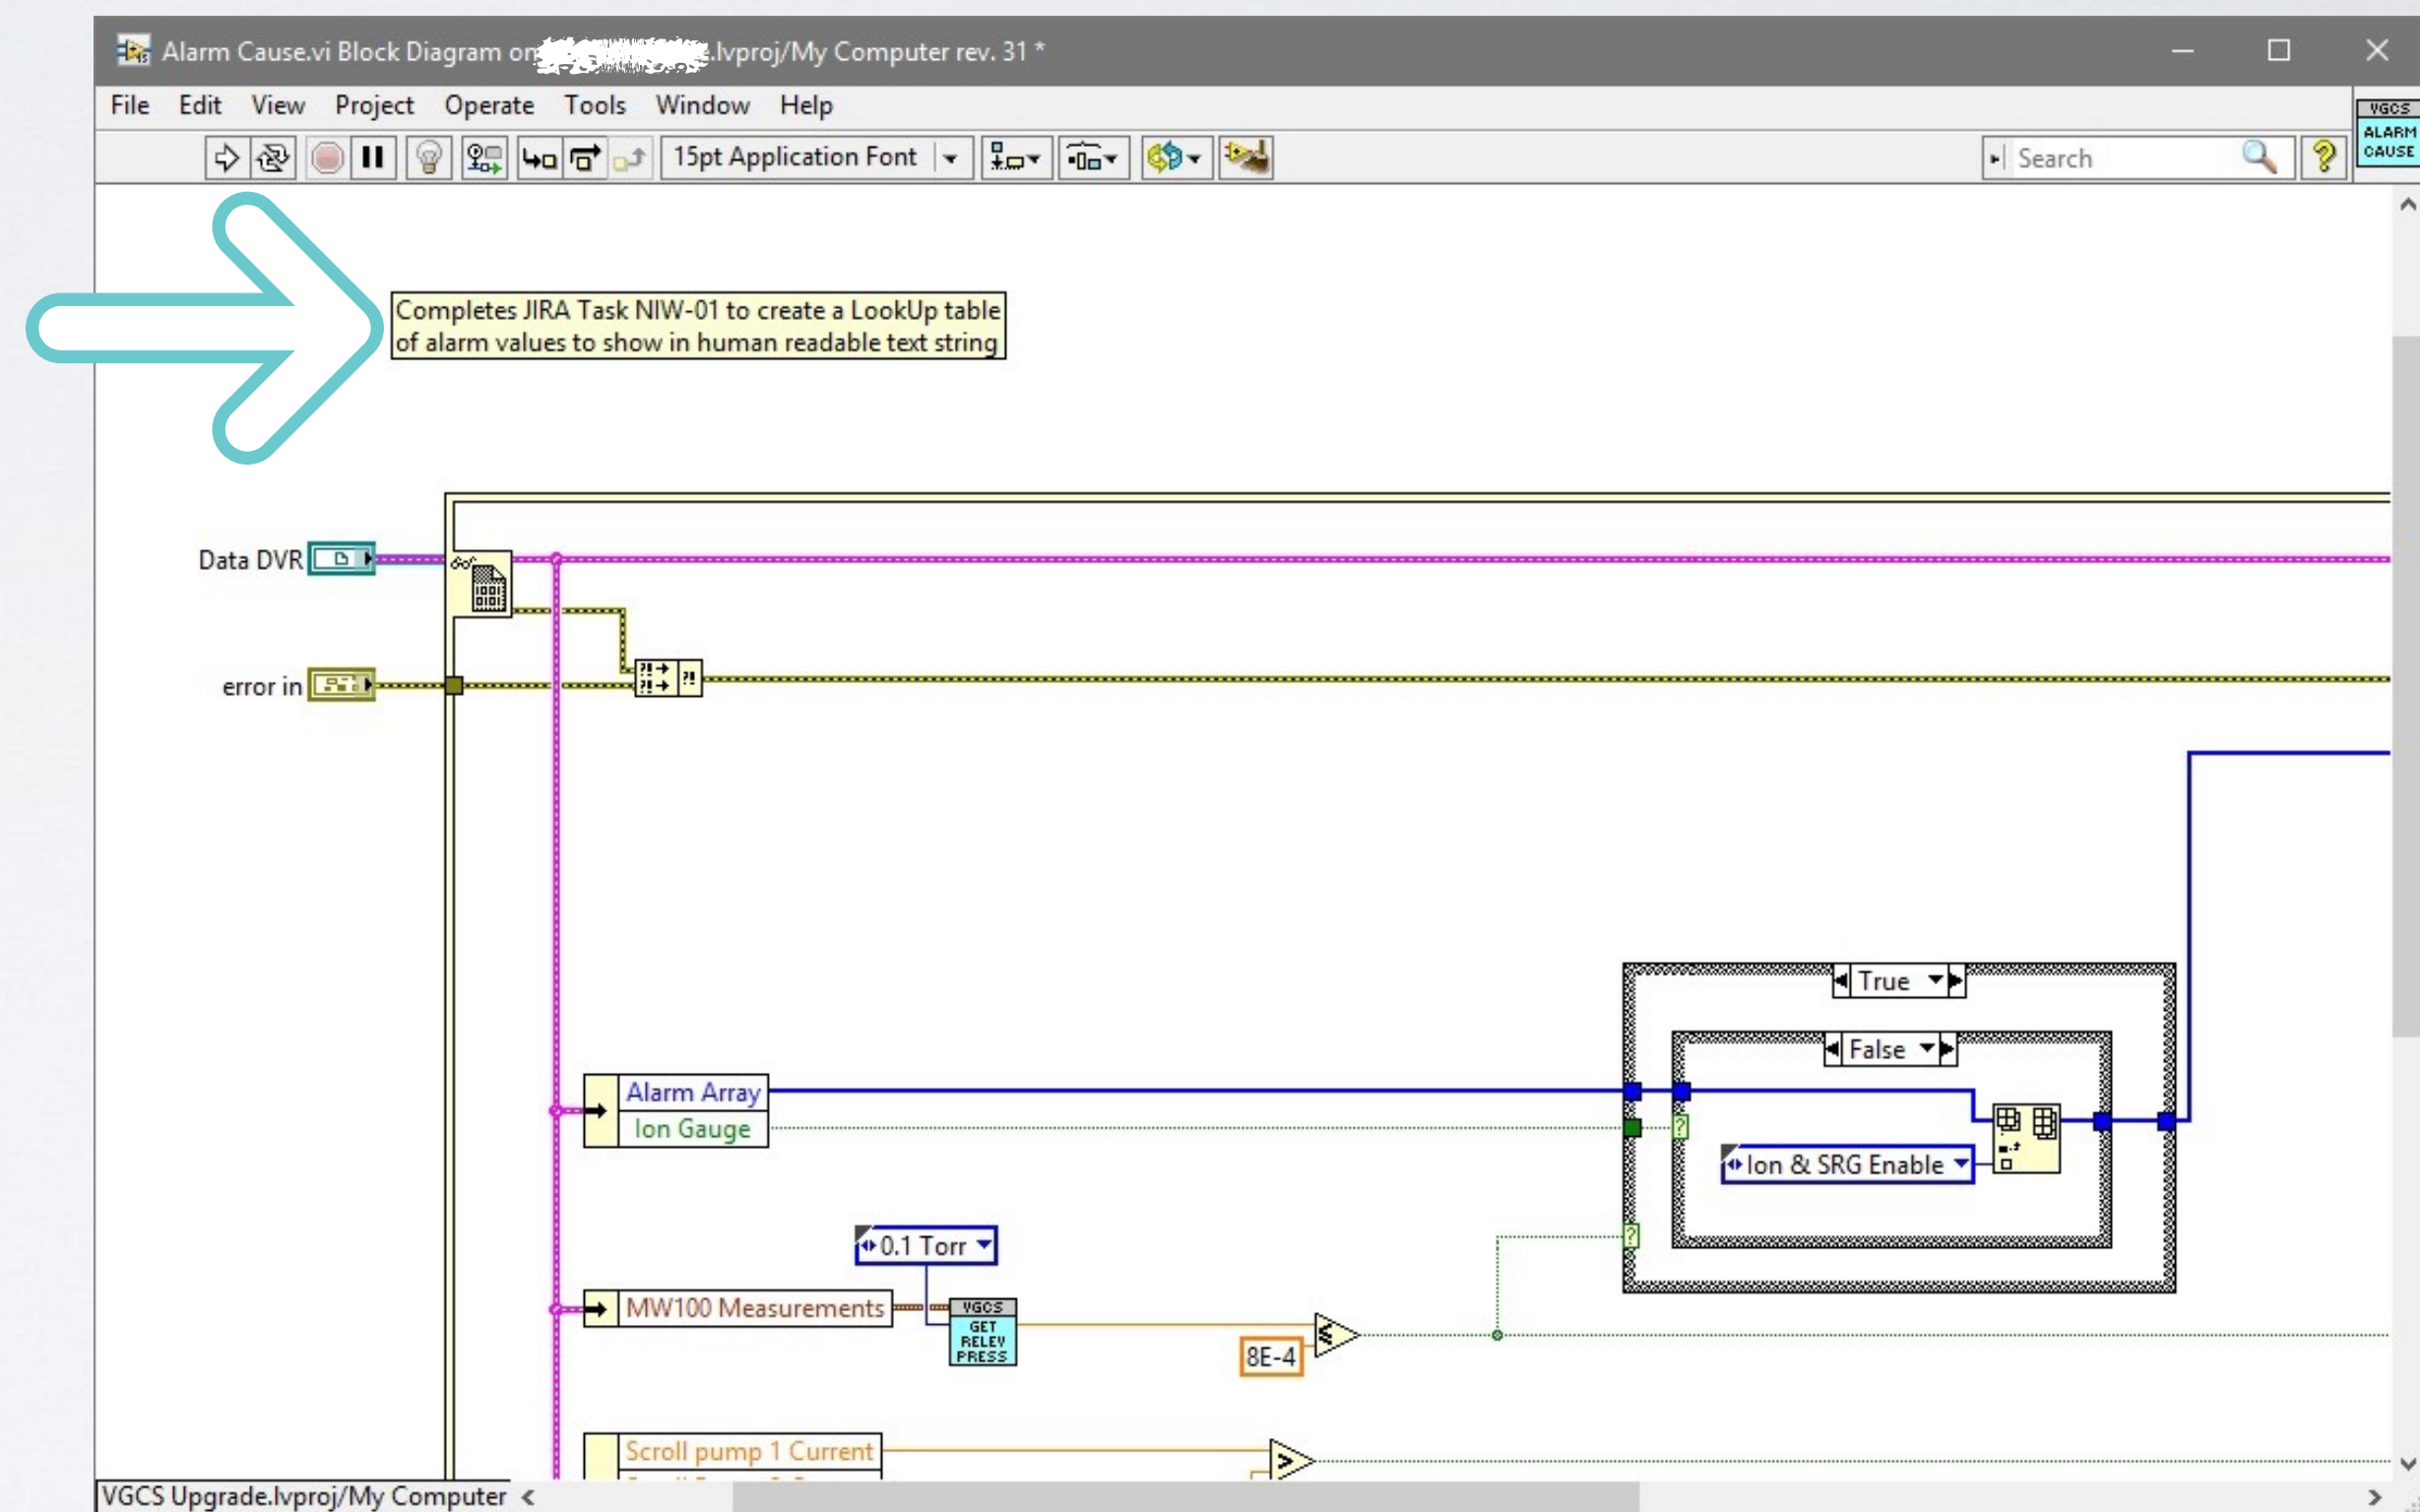 Alarm Cause.vi Block Diagram on .lvproj/My Computer rev. 31 *
File Edit View Project Operate Tools Window Help
VGCS
ALARM
CAUSE
15pt Application Font
Search
Completes JIRA Task NIW-01 to create a LookUp table
of alarm values to show in human readable text string
Data DVR
error in
True
False
Alarm Array
Ion Gauge
Ion & SRG Enable
0.1 Torr
MW100 Measurements
VGCS
GET
RELEV
PRESS
8E-4
Scroll pump 1 Current
VGCS Upgrade.lvproj/My Computer